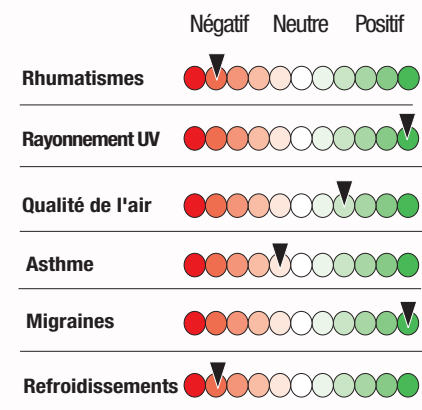 Négatif Neutre Positif
Rhumatismes
Rayonnement UV
Qualité de l'air
Asthme
Migraines
Refroidissements